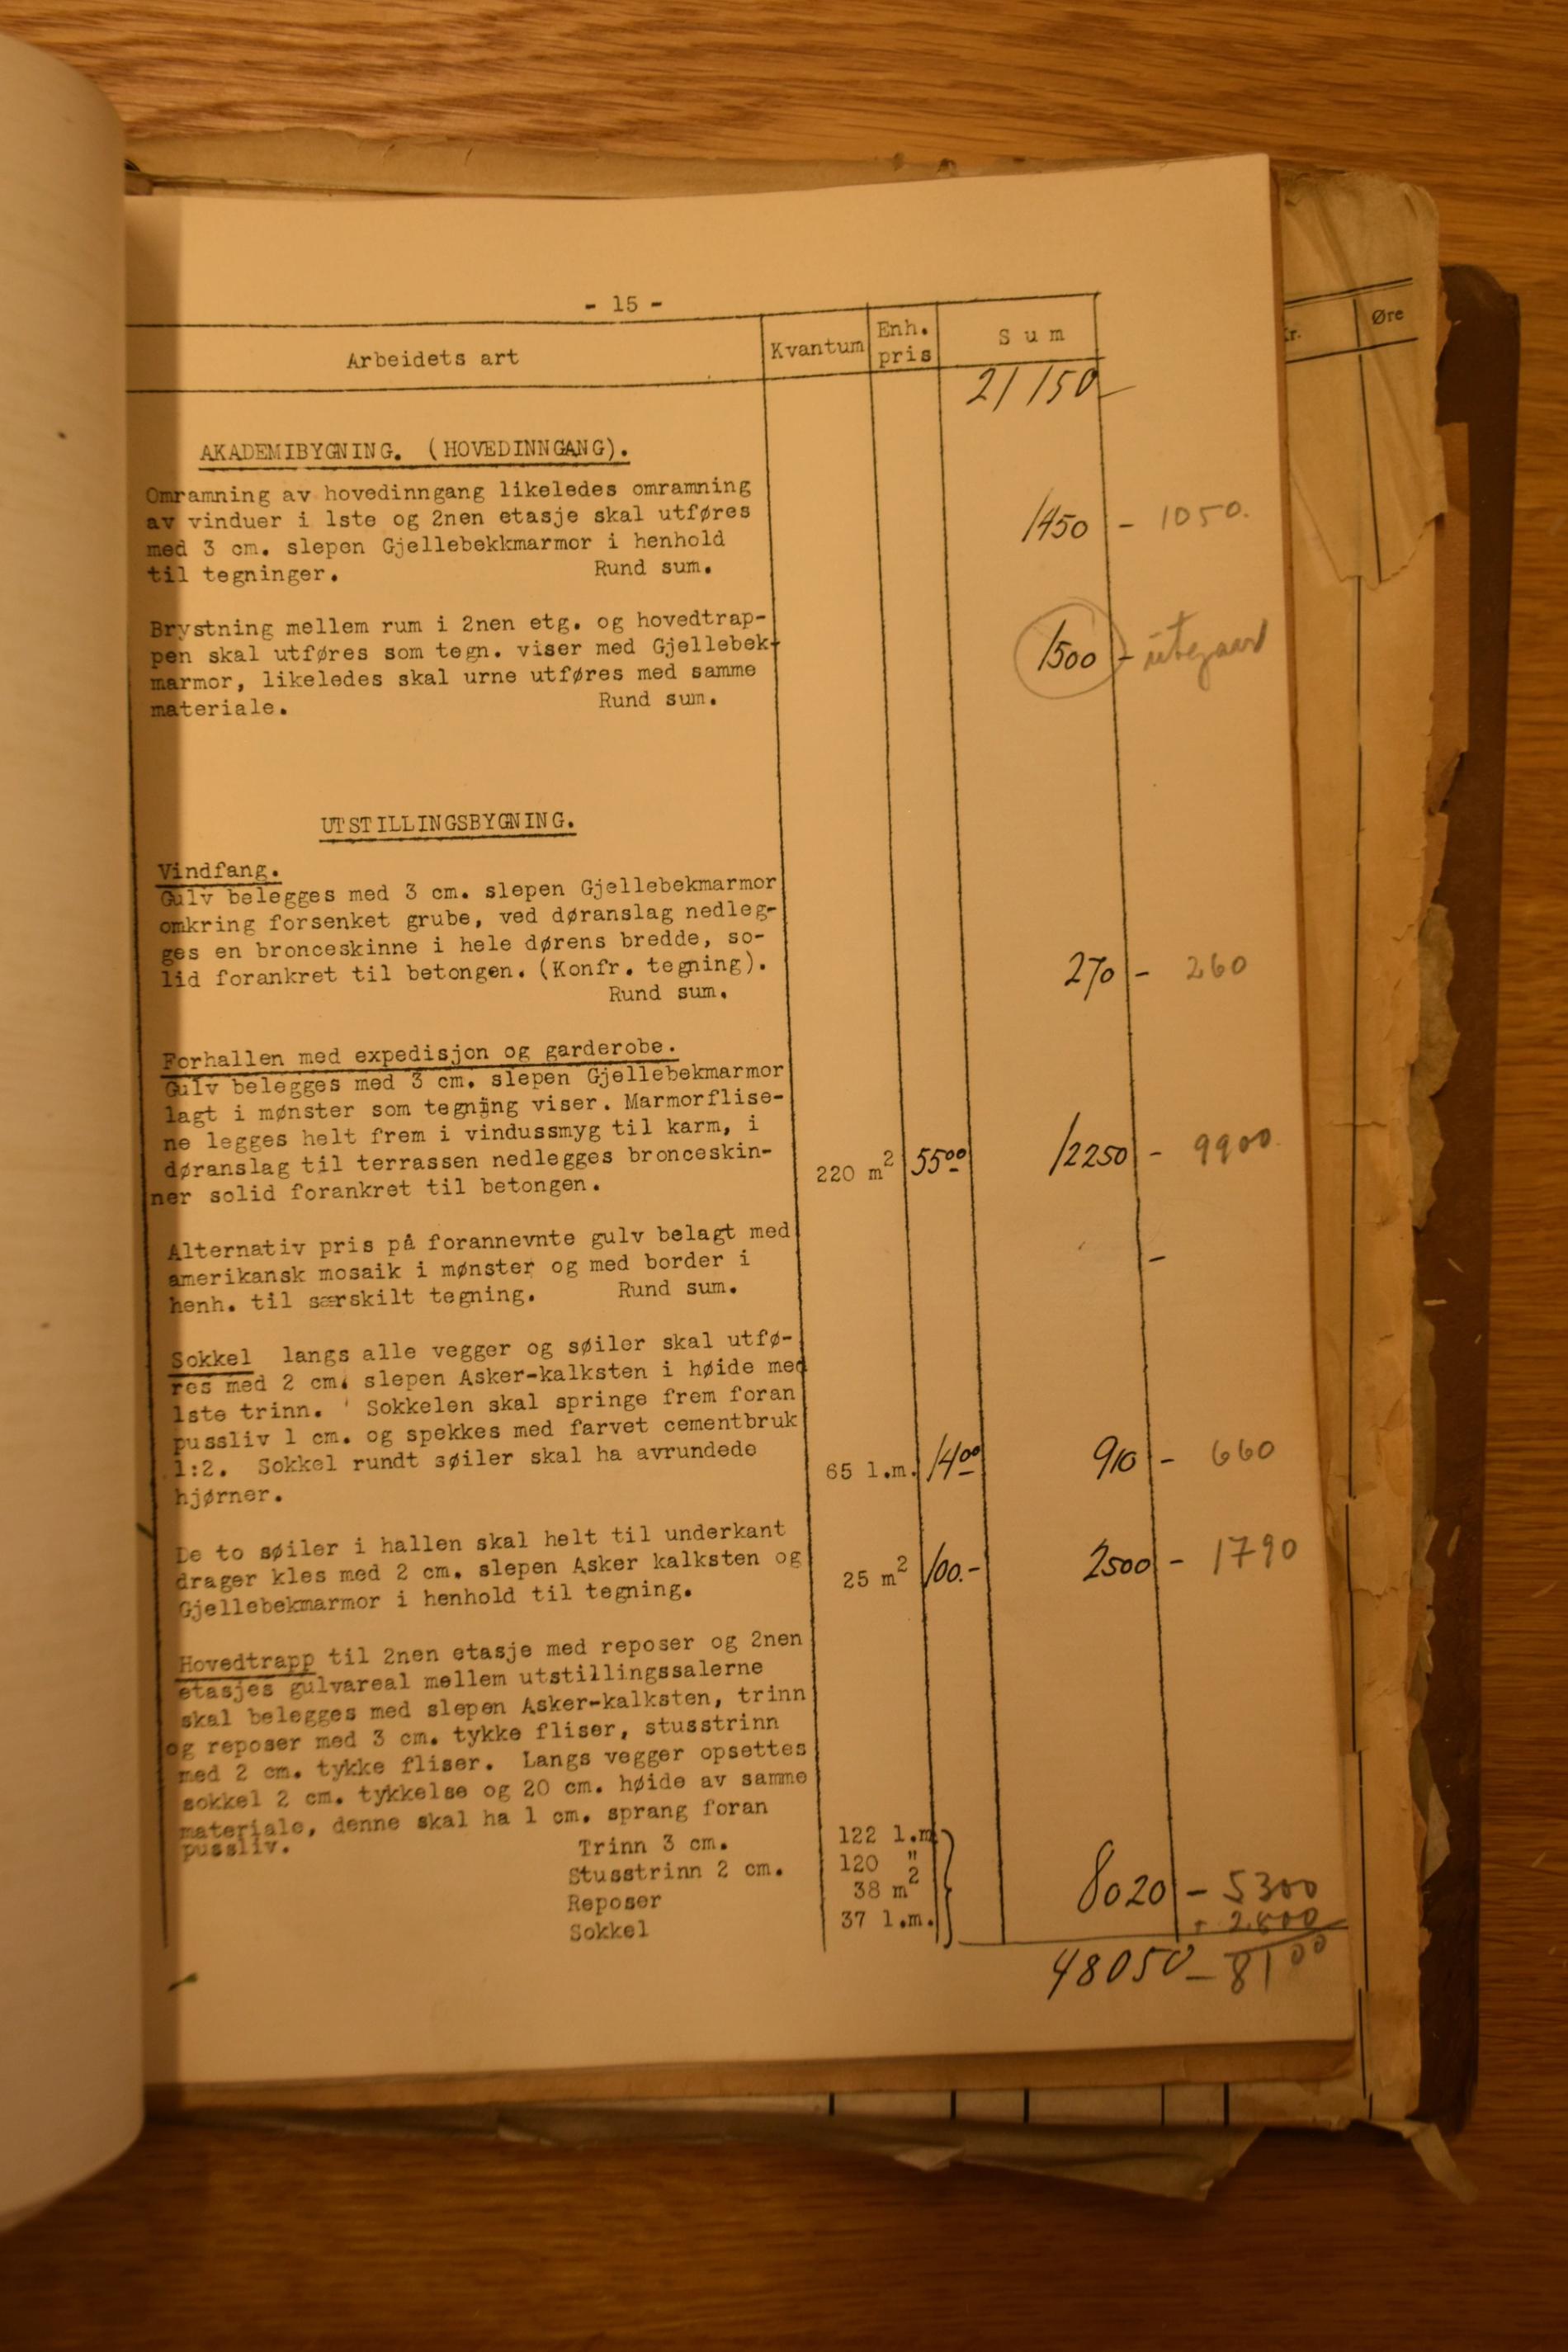 - 15 -
Arbeidets art Kvantum Enh. pris Sum
21150
AKADEMIBYGNING. (HOVEDINNGANG).
Omramning av hovedinngang likeledes omramning
av vinduer i 1ste og 2nen etasje skal utføres
med 3 cm. slepen Gjellebekkmarmor i henhold
til tegninger. Rund sum. 1450 - 1050.
Brystning mellem rum i 2nen etg. og hovedtrap-
pen skal utføres som tegn. viser med Gjellebek-
marmor, likeledes skal urne utføres med samme
materiale. Rund sum. 1500 - utegaard
UTSTILLINGSBYGNING.
Vindfang.
Gulv belegges med 3 cm. slepen Gjellebekmarmor
omkring forsenket grube, ved døranslag nedleg-
ges en bronceskinne i hele dørens bredde, so-
lid forankret til betongen. (Konfr. tegning).
Rund sum. 270 - 260
Forhallen med expedisjon og garderobe.
Gulv belegges med 3 cm. slepen Gjellebekmarmor
lagt i mønster som tegning viser. Marmorflise-
ne legges helt frem i vindussmyg til karm, i
døranslag til terrassen nedlegges bronceskin-
ner solid forankret til betongen. 220 m2 5500 12250 - 9900
Alternativ pris på forannevnte gulv belagt med
amerikansk mosaik i mønster og med border i
henh. til særskilt tegning. Rund sum. -
Sokkel langs alle vegger og søiler skal utfø-
res med 2 cm. slepen Asker-kalksten i høide med
1ste trinn. Sokkelen skal springe frem foran
pussliv 1 cm. og spekkes med farvet cementbruk
1:2. Sokkel rundt søiler skal ha avrundede
hjørner. 65 l.m. 1400 910 - 660
De to søiler i hallen skal helt til underkant
drager kles med 2 cm. slepen Asker kalksten og
Gjellebekmarmor i henhold til tegning. 25 m2 100.- 2500 - 1790
Hovedtrapp til 2nen etasje med reposer og 2nen
etasjes gulvareal mellem utstillingssalerne
skal belegges med slepen Asker-kalksten, trinn
og reposer med 3 cm. tykke fliser, stusstrinn
med 2 cm. tykke fliser. Langs vegger opsettes
sokkel 2 cm. tykkelse og 20 cm. høide av samme
materiale, denne skal ha 1 cm. sprang foran
pussliv.
Trinn 3 cm. 122 l.m.
Stusstrinn 2 cm. 120 "
Reposer 38 m2 8020 - 5300
Sokkel 37 l.m. + 2800
48050 - 8100
Kr. Øre